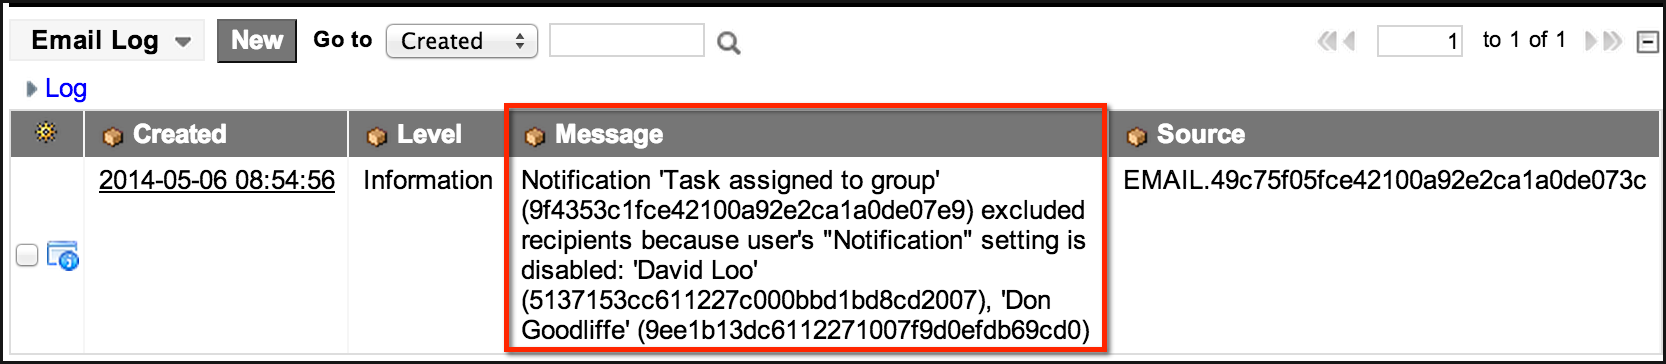 Email Log New Go to Created 1 to 1 of 1
Log
Created Level Message Source
2014-05-06 08:54:56 Information Notification 'Task assigned to group' EMAIL.49c75f05fce42100a92e2ca1a0de073c
(9f4353c1fce42100a92e2ca1a0de07e9) excluded
recipients because user's "Notification" setting is
disabled: 'David Loo'
(5137153cc611227c000bbd1bd8cd2007), 'Don
Goodliffe' (9ee1b13dc6112271007f9d0efdb69cd0)